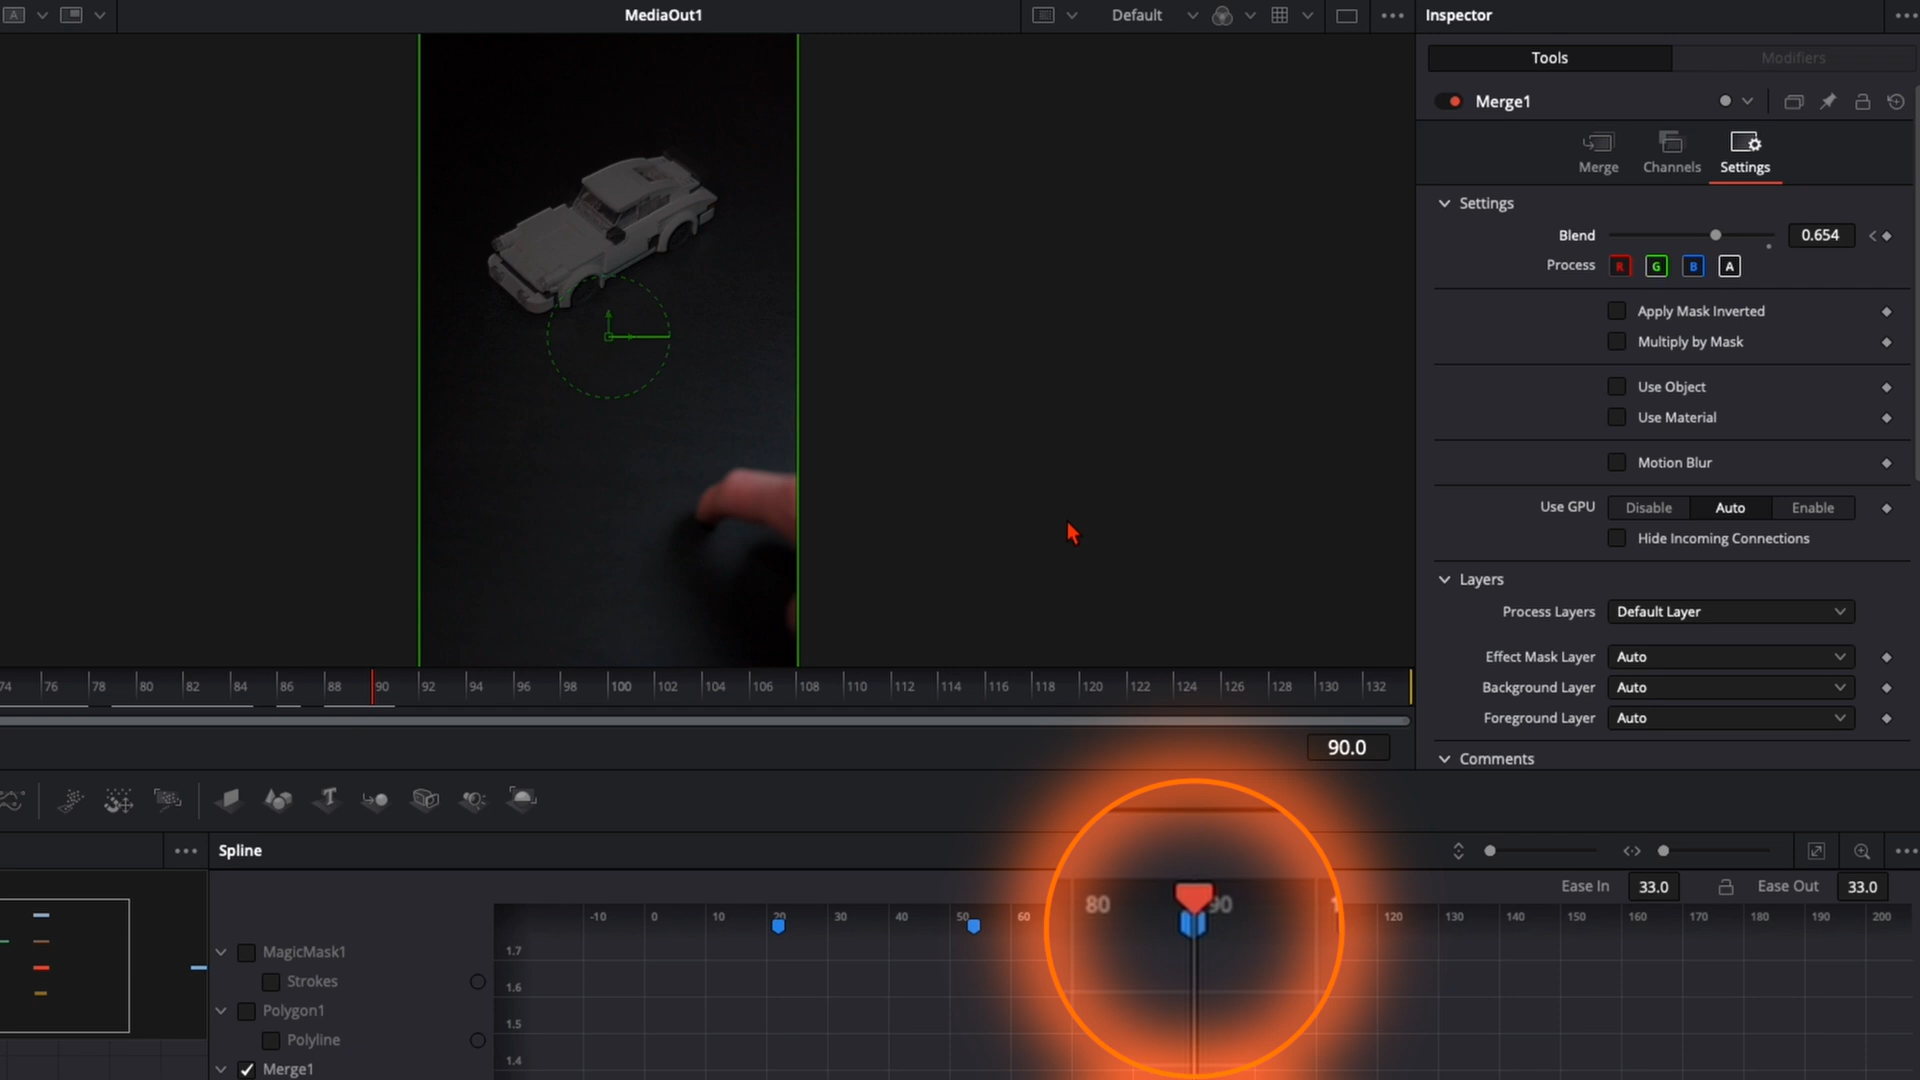 A
MediaOut1
Default
Inspector
Tools
Modifiers
Merge1
Merge
Channels
Settings
Settings
Blend
0.654
Process
R
G
B
A
Apply Mask Inverted
Multiply by Mask
Use Object
Use Material
Motion Blur
Use GPU
Disable
Auto
Enable
Hide Incoming Connections
Layers
Process Layers
Default Layer
Effect Mask Layer
Auto
Background Layer
Auto
Foreground Layer
Auto
Comments
74 76 78 80 82 84 86 88 90 92 94 96 98 100 102 104 106 108 110 112 114 116 118 120 122 124 126 128 130 132
90.0
T
Spline
Ease In
33.0
Ease Out
33.0
-10 0 10 20 30 40 50 60 80 90 120 130 140 150 160 170 180 190 200
MagicMask1
Strokes
Polygon1
Polyline
Merge1
1.7
1.6
1.5
1.4